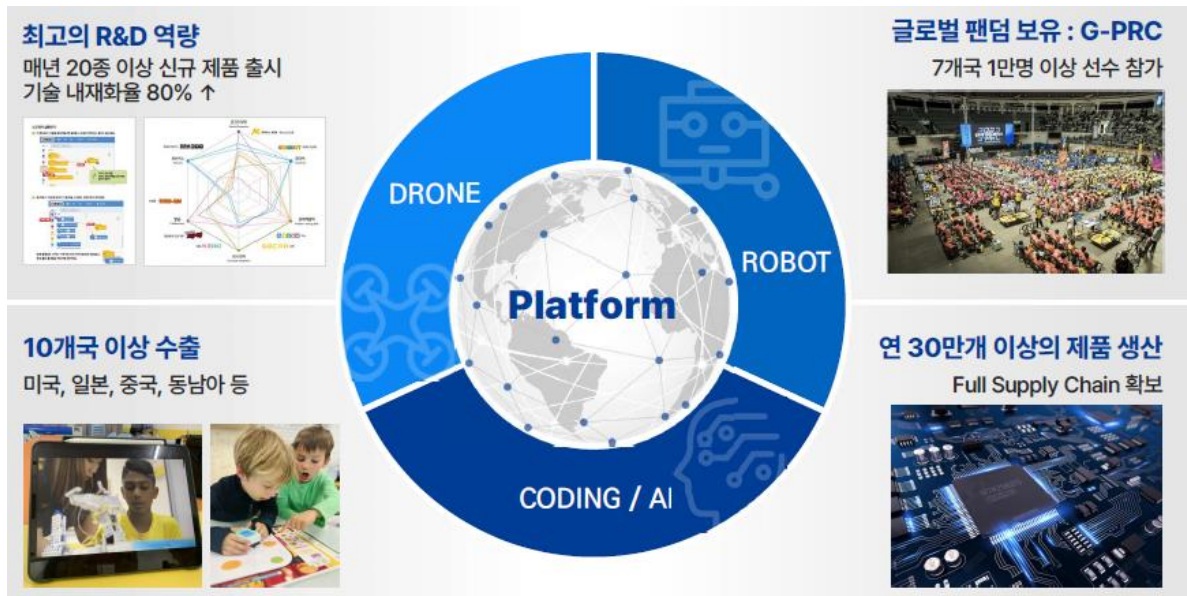 최고의 R&D 역량
매년 20종 이상 신규 제품 출시
기술 내재화율 80% ↑
글로벌 팬덤 보유 : G-PRC
7개국 1만명 이상 선수 참가
DRONE
ROBOT
Platform
CODING / AI
10개국 이상 수출
미국, 일본, 중국, 동남아 등
연 30만개 이상의 제품 생산
Full Supply Chain 확보